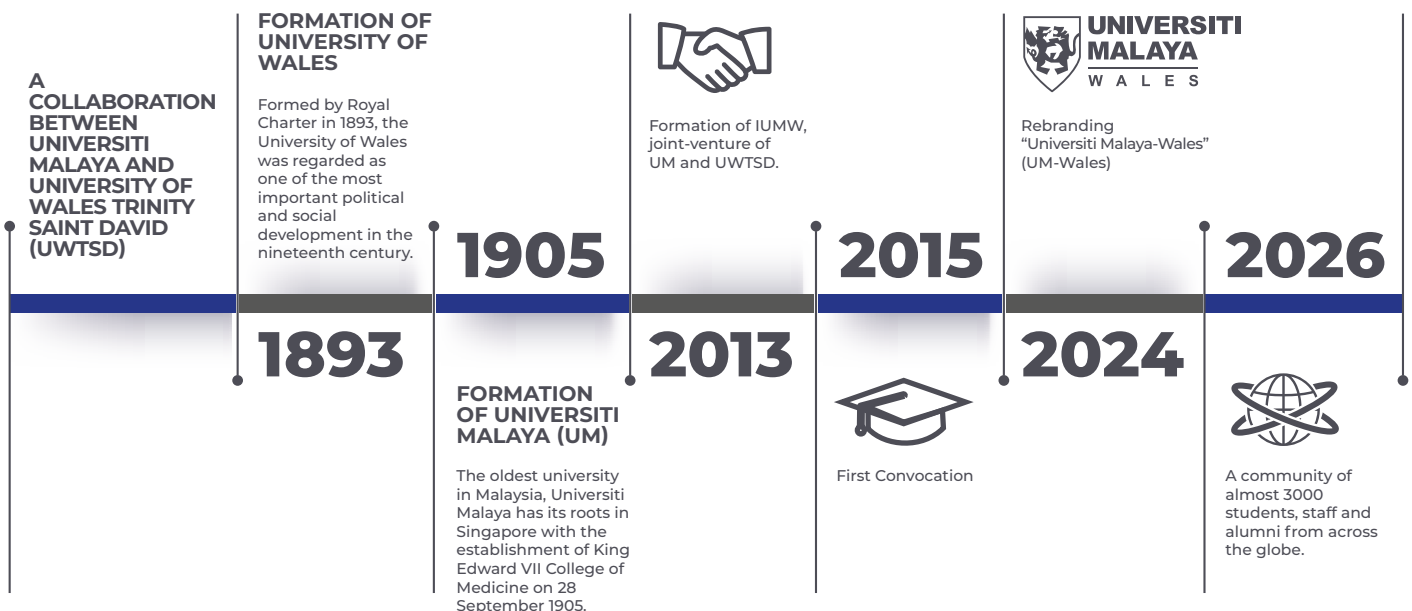 A
COLLABORATION
BETWEEN
UNIVERSITI
MALAYA AND
UNIVERSITY OF
WALES TRINITY
SAINT DAVID
(UWTSD)
FORMATION OF
UNIVERSITY OF
WALES
Formed by Royal
Charter in 1893, the
University of Wales
was regarded as
one of the most
important political
and social
development in the
nineteenth century.
1893
1905
FORMATION
OF UNIVERSITI
MALAYA (UM)
The oldest university
in Malaysia, Universiti
Malaya has its roots in
Singapore with the
establishment of King
Edward VII College of
Medicine on 28
September 1905.
Formation of IUMW,
joint-venture of
UM and UWTSD.
2013
2015
First Convocation
UNIVERSITI
MALAYA
WALES
Rebranding
“Universiti Malaya-Wales”
(UM-Wales)
2024
2026
A community of
almost 3000
students, staff and
alumni from across
the globe.